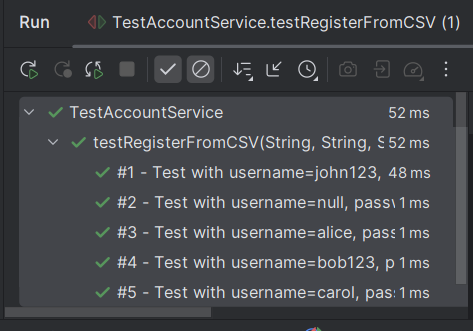 Run
TestAccountService.testRegisterFromCSV (1)
TestAccountService 52 ms
testRegisterFromCSV(String, String, S 52 ms
#1 - Test with username=john123, 48 ms
#2 - Test with username=null, passv 1 ms
#3 - Test with username=alice, pas 1 ms
#4 - Test with username=bob123, p 1 ms
#5 - Test with username=carol, pas 1 ms